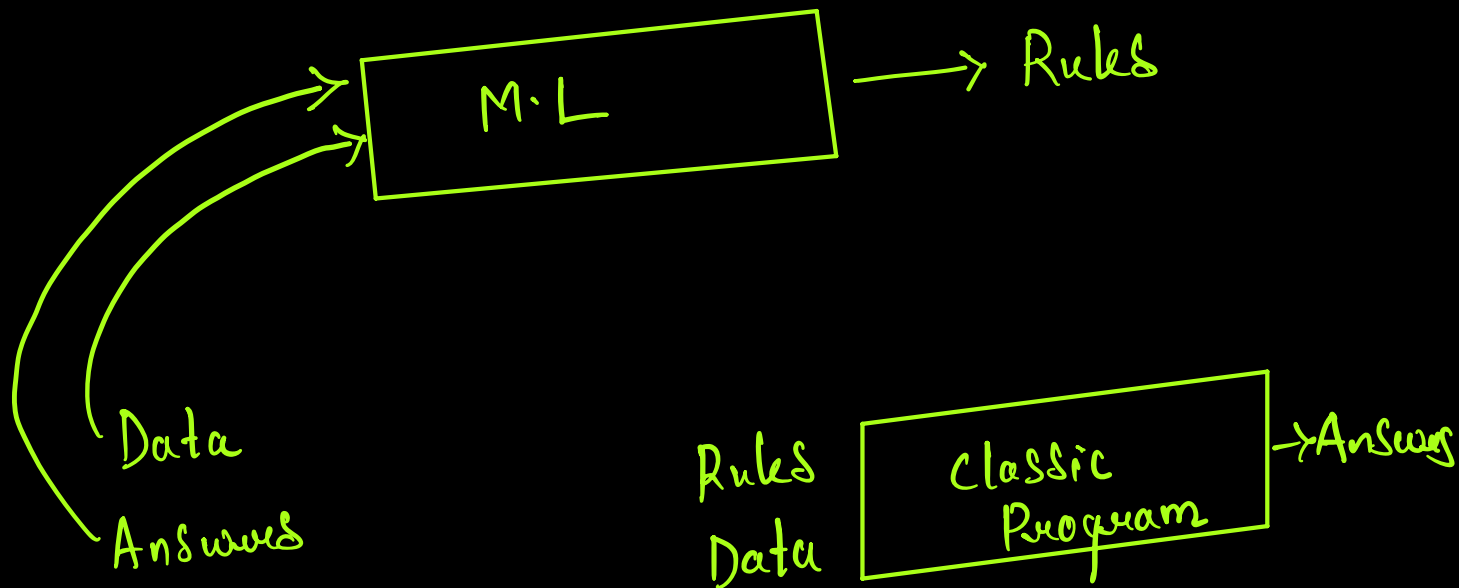 M.L
Rules
Data
Answers
Rules
Data
Classic
Program
Answers